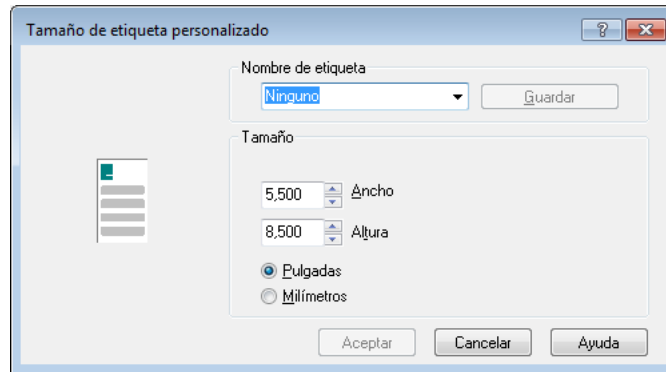 Tamaño de etiqueta personalizado
Nombre de etiqueta
Ninguno
Guardar
Tamaño
5,500 Ancho
8,500 Altura
Pulgadas
Milímetros
Aceptar Cancelar Ayuda